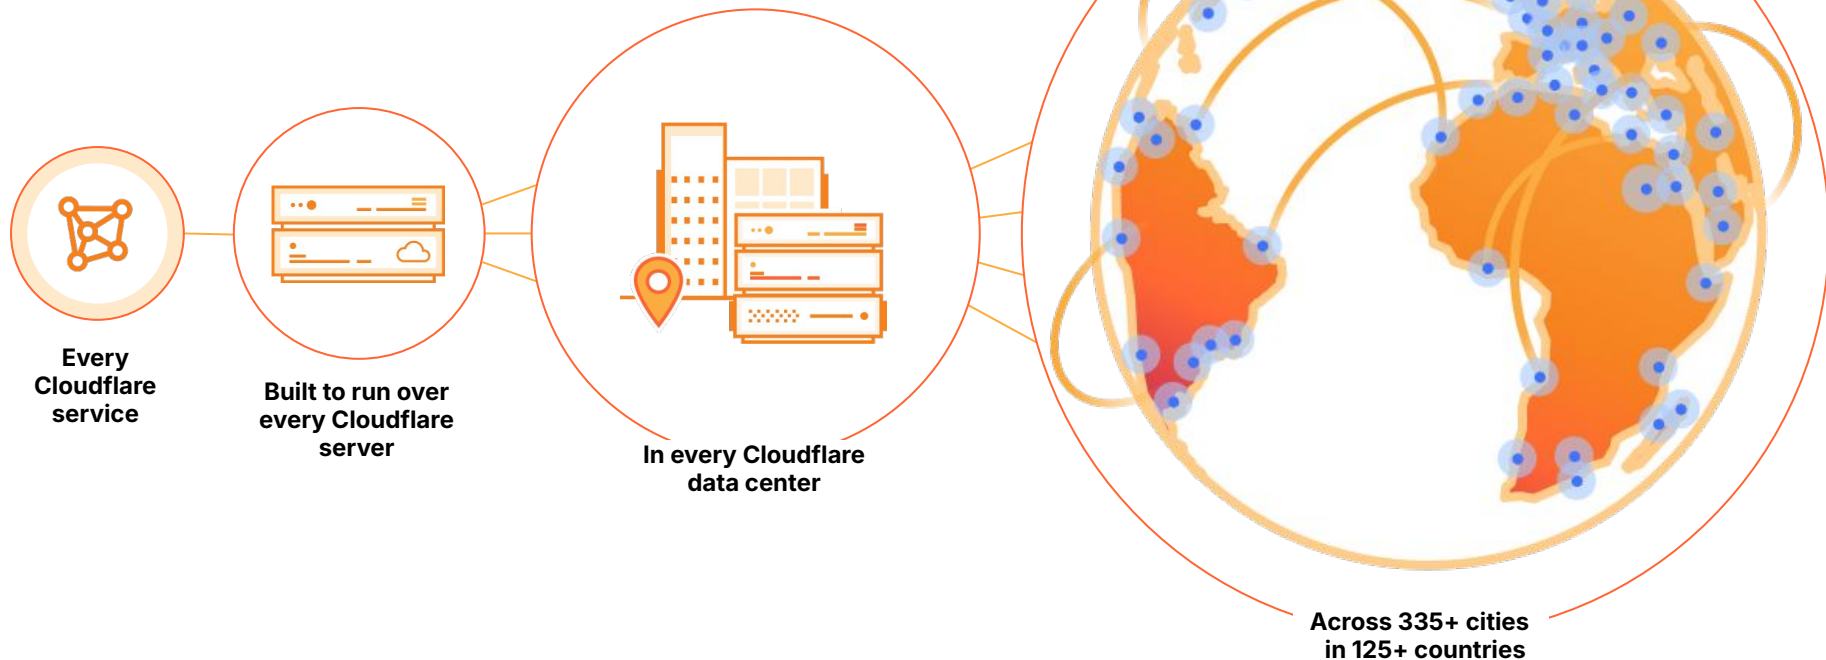 Every
Cloudflare
service
Built to run over
every Cloudflare
server
In every Cloudflare
data center
Across 335+ cities
in 125+ countries